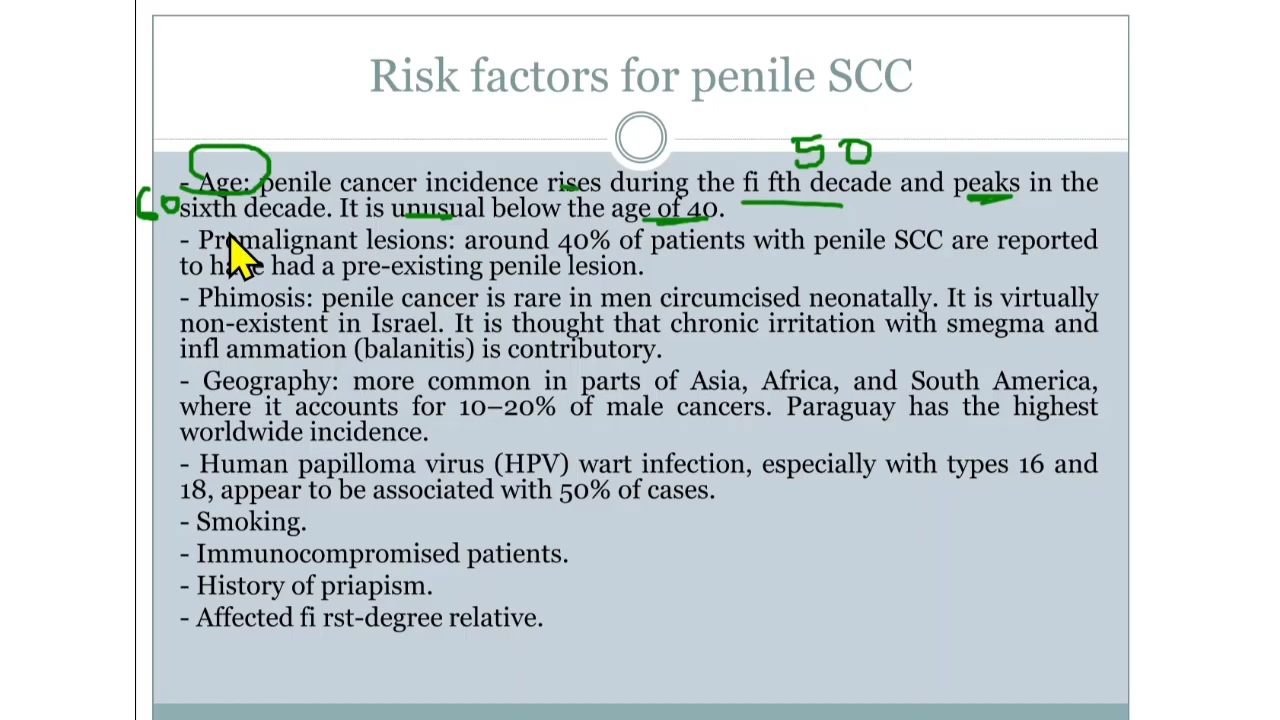 Risk factors for penile SCC
50
- Age: penile cancer incidence rises during the fi fth decade and peaks in the
60
sixth decade. It is unusual below the age of 40.
- Premalignant lesions: around 40% of patients with penile SCC are reported
to have had a pre-existing penile lesion.
- Phimosis: penile cancer is rare in men circumcised neonatally. It is virtually
non-existent in Israel. It is thought that chronic irritation with smegma and
infl ammation (balanitis) is contributory.
- Geography: more common in parts of Asia, Africa, and South America,
where it accounts for 10–20% of male cancers. Paraguay has the highest
worldwide incidence.
- Human papilloma virus (HPV) wart infection, especially with types 16 and
18, appear to be associated with 50% of cases.
- Smoking.
- Immunocompromised patients.
- History of priapism.
- Affected fi rst-degree relative.